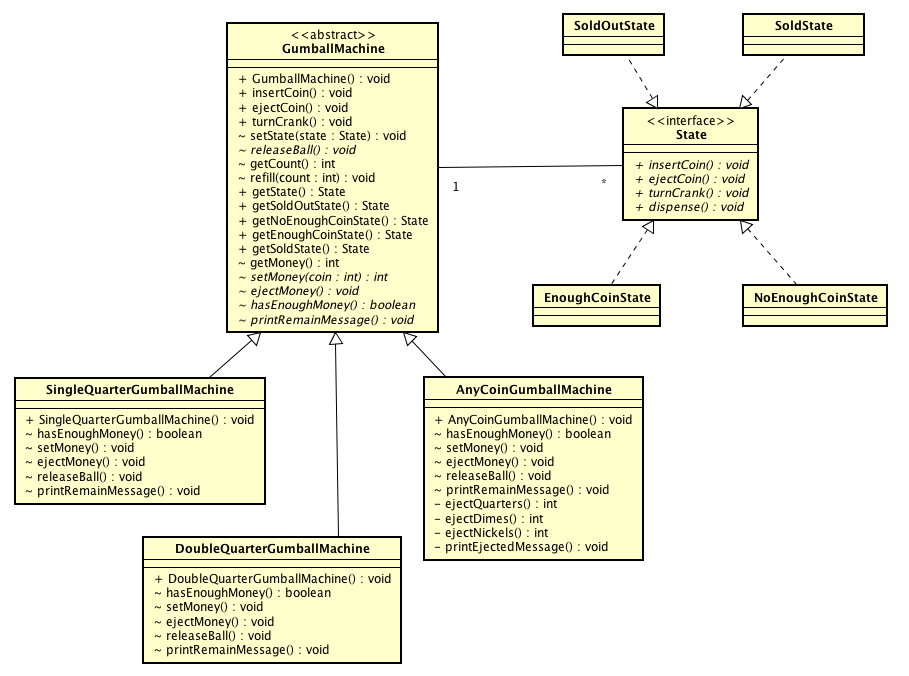 <<abstract>>
GumballMachine
+ GumballMachine() : void
+ insertCoin() : void
+ ejectCoin() : void
+ turnCrank() : void
~ setState(state : State) : void
~ releaseBall() : void
~ getCount() : int
~ refill(count : int) : void
+ getState() : State
+ getSoldOutState() : State
+ getNoEnoughCoinState() : State
+ getEnoughCoinState() : State
+ getSoldState() : State
~ getMoney() : int
~ setMoney(coin : int) : int
~ ejectMoney() : void
~ hasEnoughMoney() : boolean
~ printRemainMessage() : void
1
*
SoldOutState
SoldState
<<interface>>
State
+ insertCoin() : void
+ ejectCoin() : void
+ turnCrank() : void
+ dispense() : void
EnoughCoinState
NoEnoughCoinState
SingleQuarterGumballMachine
+ SingleQuarterGumballMachine() : void
~ hasEnoughMoney() : boolean
~ setMoney() : void
~ ejectMoney() : void
~ releaseBall() : void
~ printRemainMessage() : void
AnyCoinGumballMachine
+ AnyCoinGumballMachine() : void
~ hasEnoughMoney() : boolean
~ setMoney() : void
~ ejectMoney() : void
~ releaseBall() : void
~ printRemainMessage() : void
- ejectQuarters() : int
- ejectDimes() : int
- ejectNickels() : int
- printEjectedMessage() : void
DoubleQuarterGumballMachine
+ DoubleQuarterGumballMachine() : void
~ hasEnoughMoney() : boolean
~ setMoney() : void
~ ejectMoney() : void
~ releaseBall() : void
~ printRemainMessage() : void